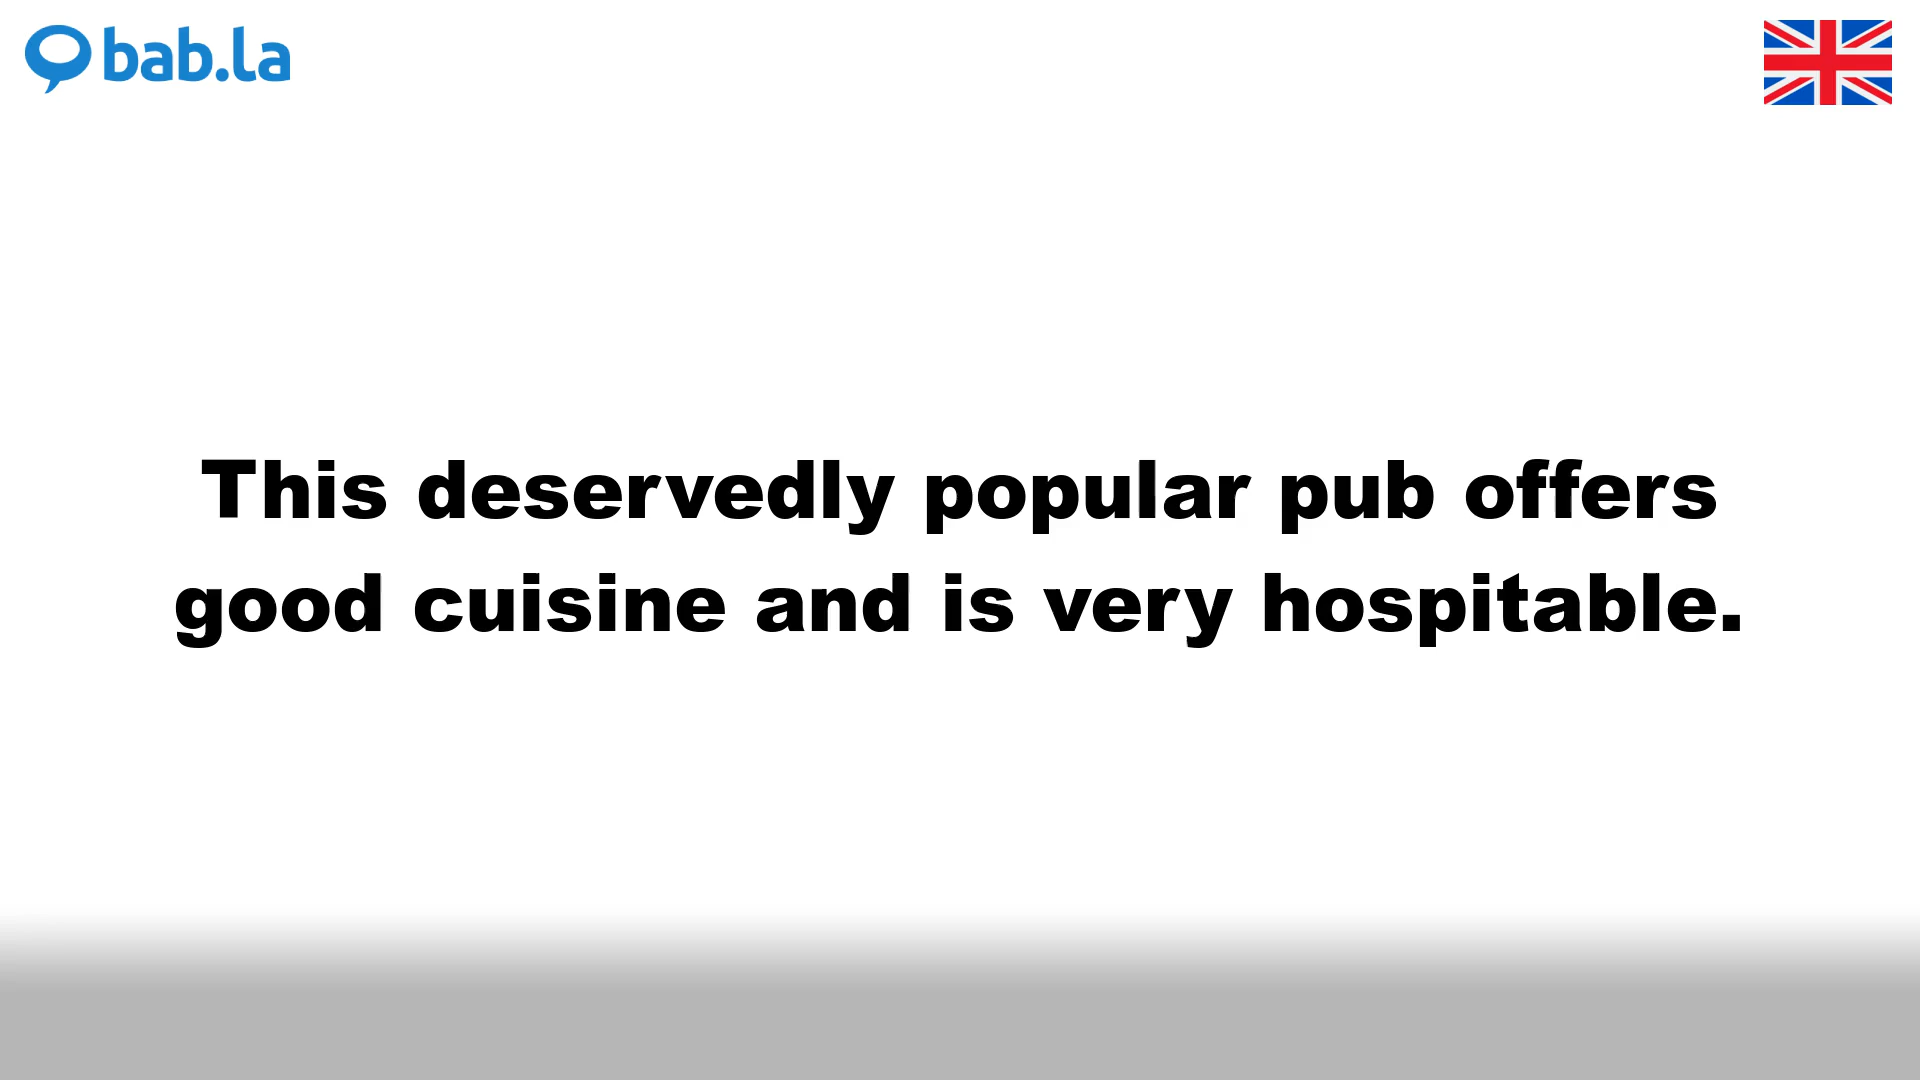 bab.la
This deservedly popular pub offers
good cuisine and is very hospitable.